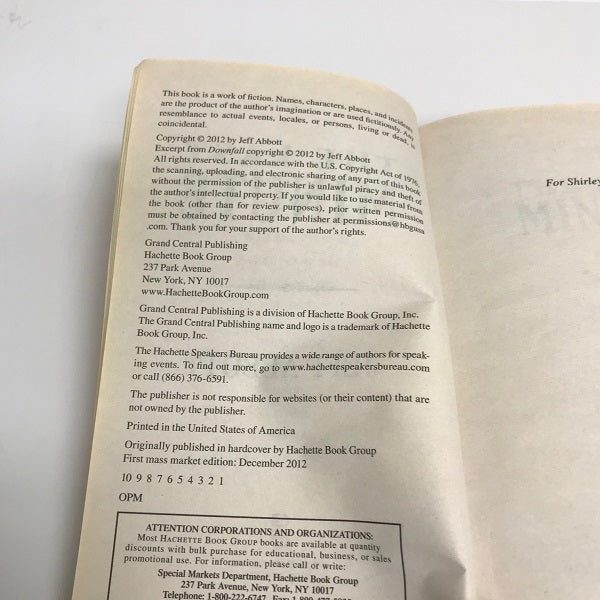 This book is a work of fiction. Names, characters, places, and incidents
are the product of the author's imagination or are used fictitiously. Any
resemblance to actual events, locales, or persons, living or dead, is
coincidental.
Copyright © 2012 by Jeff Abbott
Excerpt from Downfall copyright © 2012 by Jeff Abbott
All rights reserved. In accordance with the U.S. Copyright Act of 1976,
the scanning, uploading, and electronic sharing of any part of this book
without the permission of the publisher is unlawful piracy and theft of
the author's intellectual property. If you would like to use material from
the book (other than for review purposes), prior written permission
must be obtained by contacting the publisher at permissions@hbgusa
.com. Thank you for your support of the author's rights.
Grand Central Publishing
Hachette Book Group
237 Park Avenue
New York, NY 10017
www.HachetteBookGroup.com
Grand Central Publishing is a division of Hachette Book Group, Inc.
The Grand Central Publishing name and logo is a trademark of Hachette
Book Group, Inc.
The Hachette Speakers Bureau provides a wide range of authors for speak-
ing events. To find out more, go to www.hachettespeakersbureau.com
or call (866) 376-6591.
The publisher is not responsible for websites (or their content) that are
not owned by the publisher.
Printed in the United States of America
Originally published in hardcover by Hachette Book Group
First mass market edition: December 2012
10 9 8 7 6 5 4 3 2 1
OPM
ATTENTION CORPORATIONS AND ORGANIZATIONS:
Most HACHETTE BOOK GROUP books are available at quantity
discounts with bulk purchase for educational, business, or sales
promotional use. For information, please call or write:
Special Markets Department, Hachette Book Group
237 Park Avenue, New York, NY 10017
Telephone: 1-800-222-6747 Fax:
For Shirley